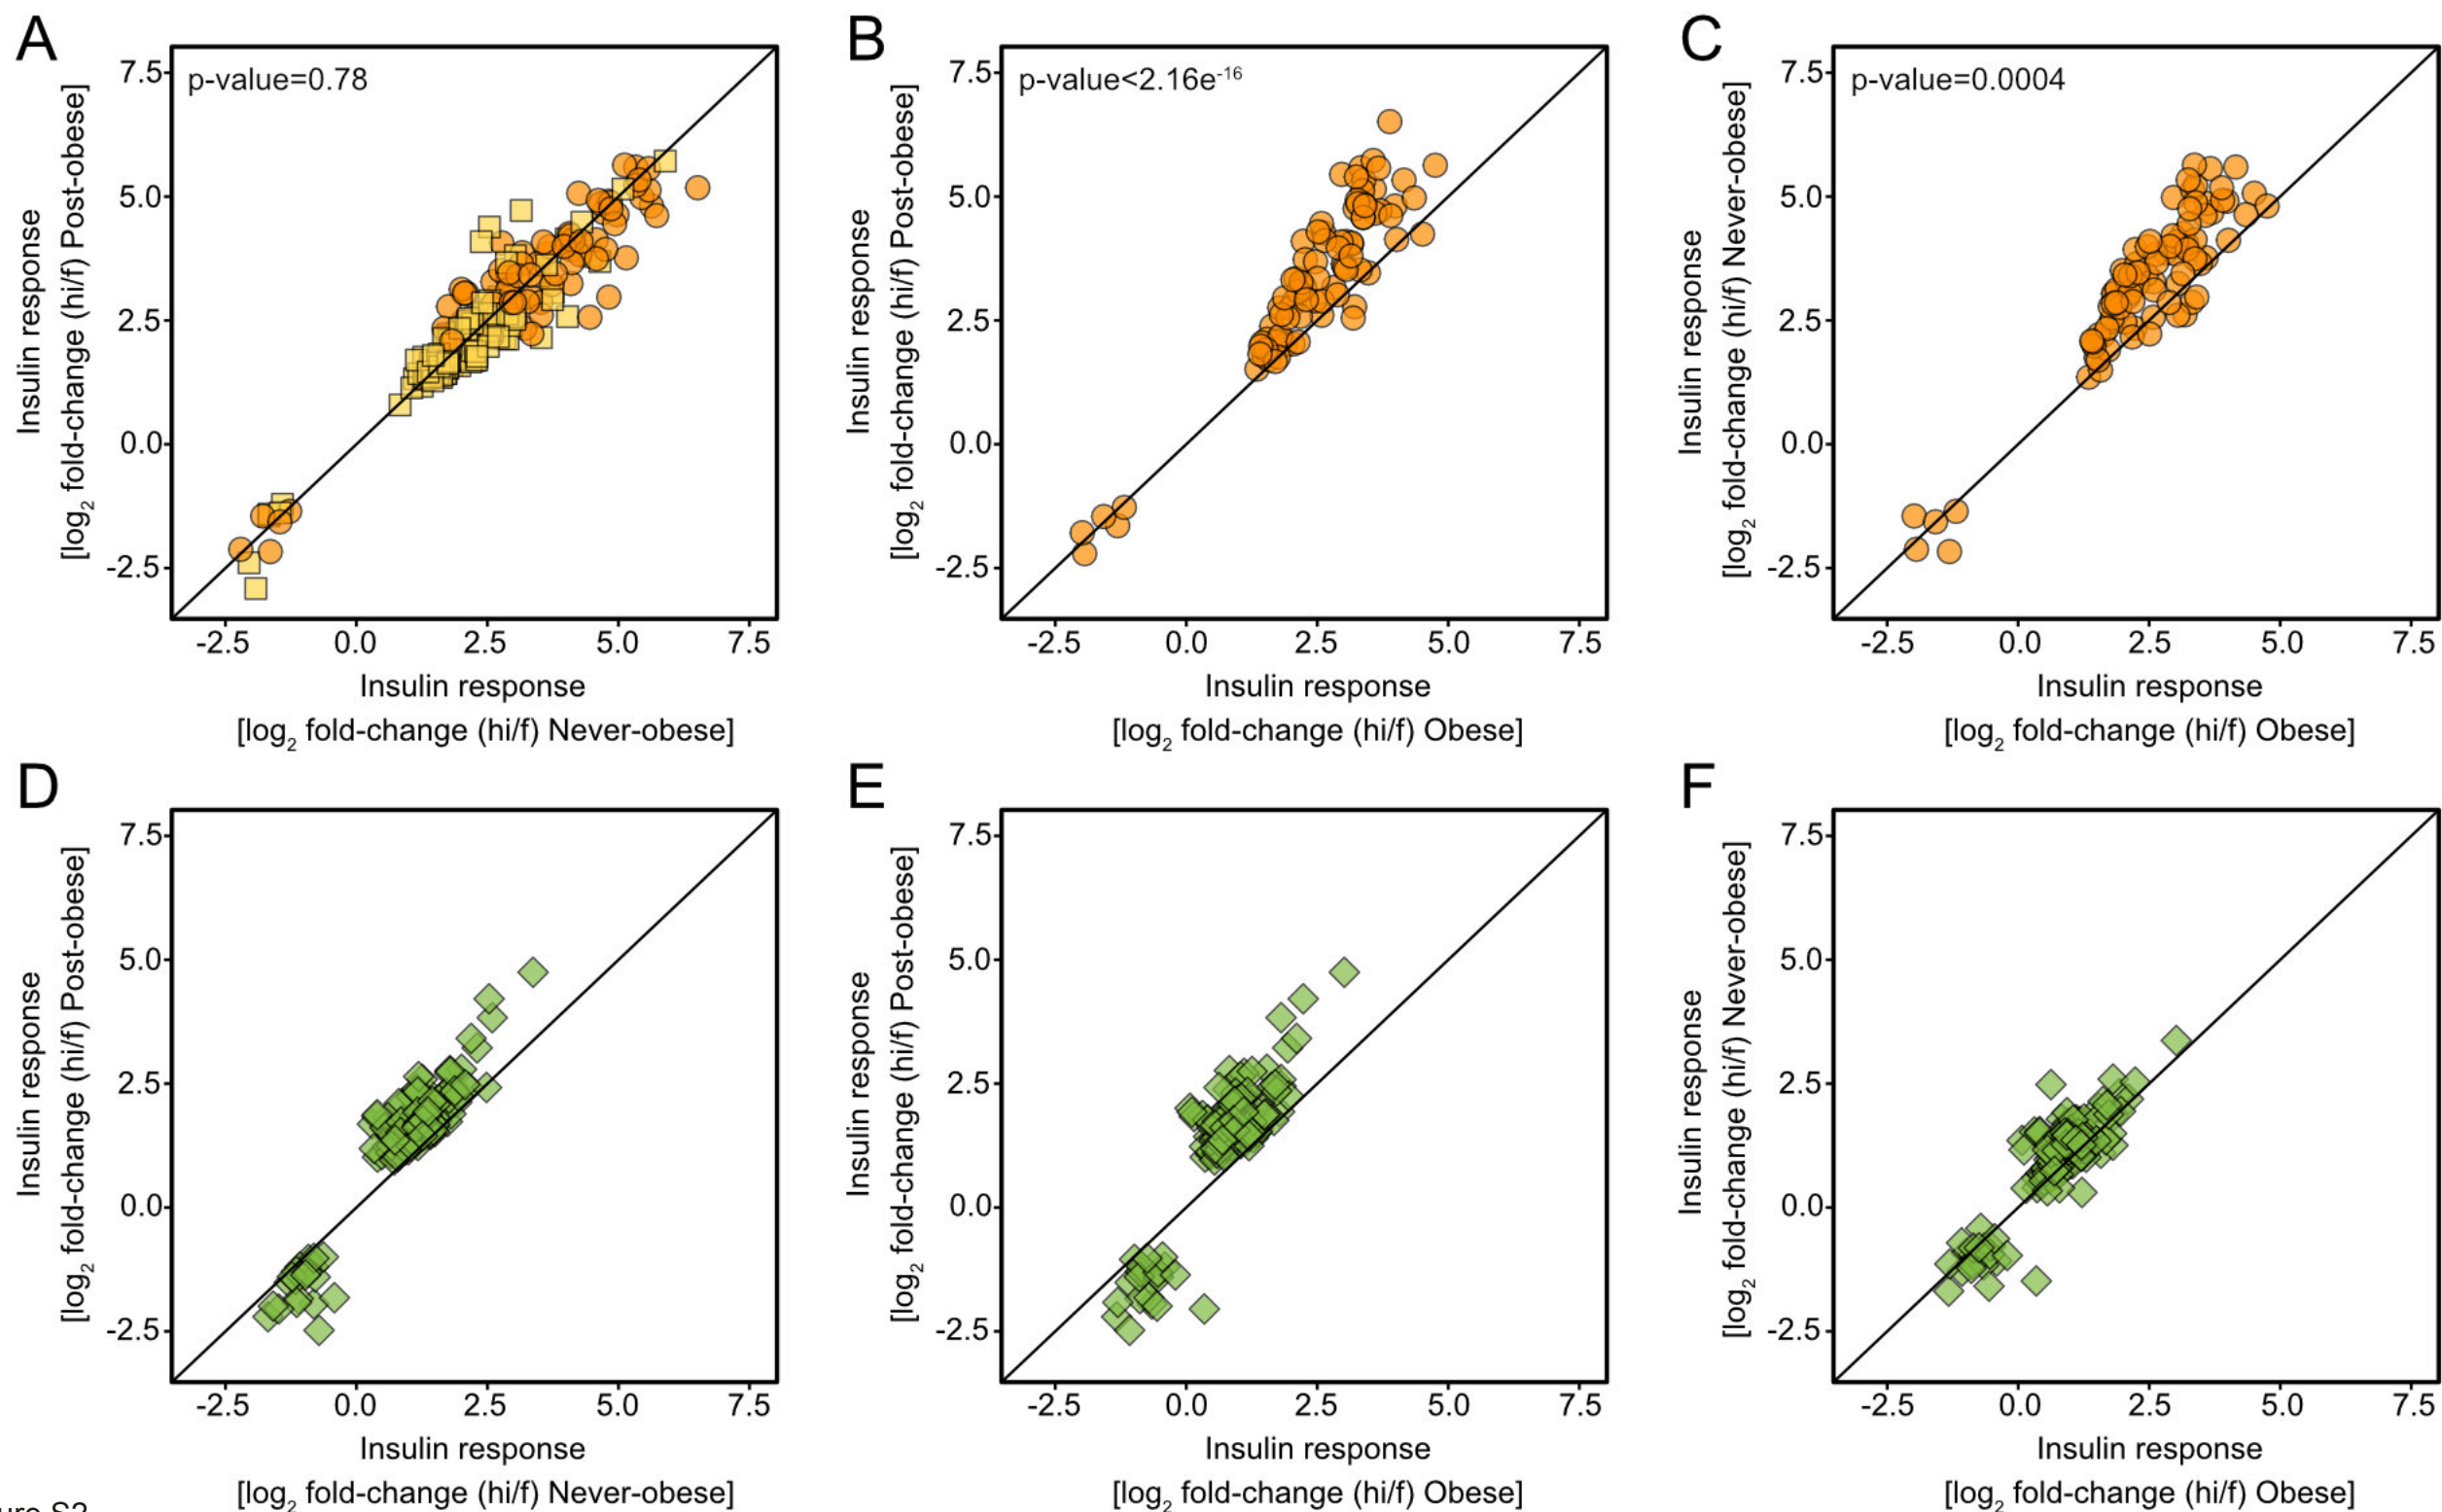 A
p-value=0.78
7.5
5.0
2.5
0.0
-2.5
Insulin response
[log2 fold-change (hi/f) Post-obese]
-2.5 0.0 2.5 5.0 7.5
Insulin response
[log2 fold-change (hi/f) Never-obese]
B
p-value<2.16e-16
7.5
5.0
2.5
0.0
-2.5
Insulin response
[log2 fold-change (hi/f) Post-obese]
-2.5 0.0 2.5 5.0 7.5
Insulin response
[log2 fold-change (hi/f) Obese]
C
p-value=0.0004
7.5
5.0
2.5
0.0
-2.5
Insulin response
[log2 fold-change (hi/f) Never-obese]
-2.5 0.0 2.5 5.0 7.5
Insulin response
[log2 fold-change (hi/f) Obese]
D
7.5
5.0
2.5
0.0
-2.5
Insulin response
[log2 fold-change (hi/f) Post-obese]
-2.5 0.0 2.5 5.0 7.5
Insulin response
[log2 fold-change (hi/f) Never-obese]
E
7.5
5.0
2.5
0.0
-2.5
Insulin response
[log2 fold-change (hi/f) Post-obese]
-2.5 0.0 2.5 5.0 7.5
Insulin response
[log2 fold-change (hi/f) Obese]
F
7.5
5.0
2.5
0.0
-2.5
Insulin response
[log2 fold-change (hi/f) Never-obese]
-2.5 0.0 2.5 5.0 7.5
Insulin response
[log2 fold-change (hi/f) Obese]